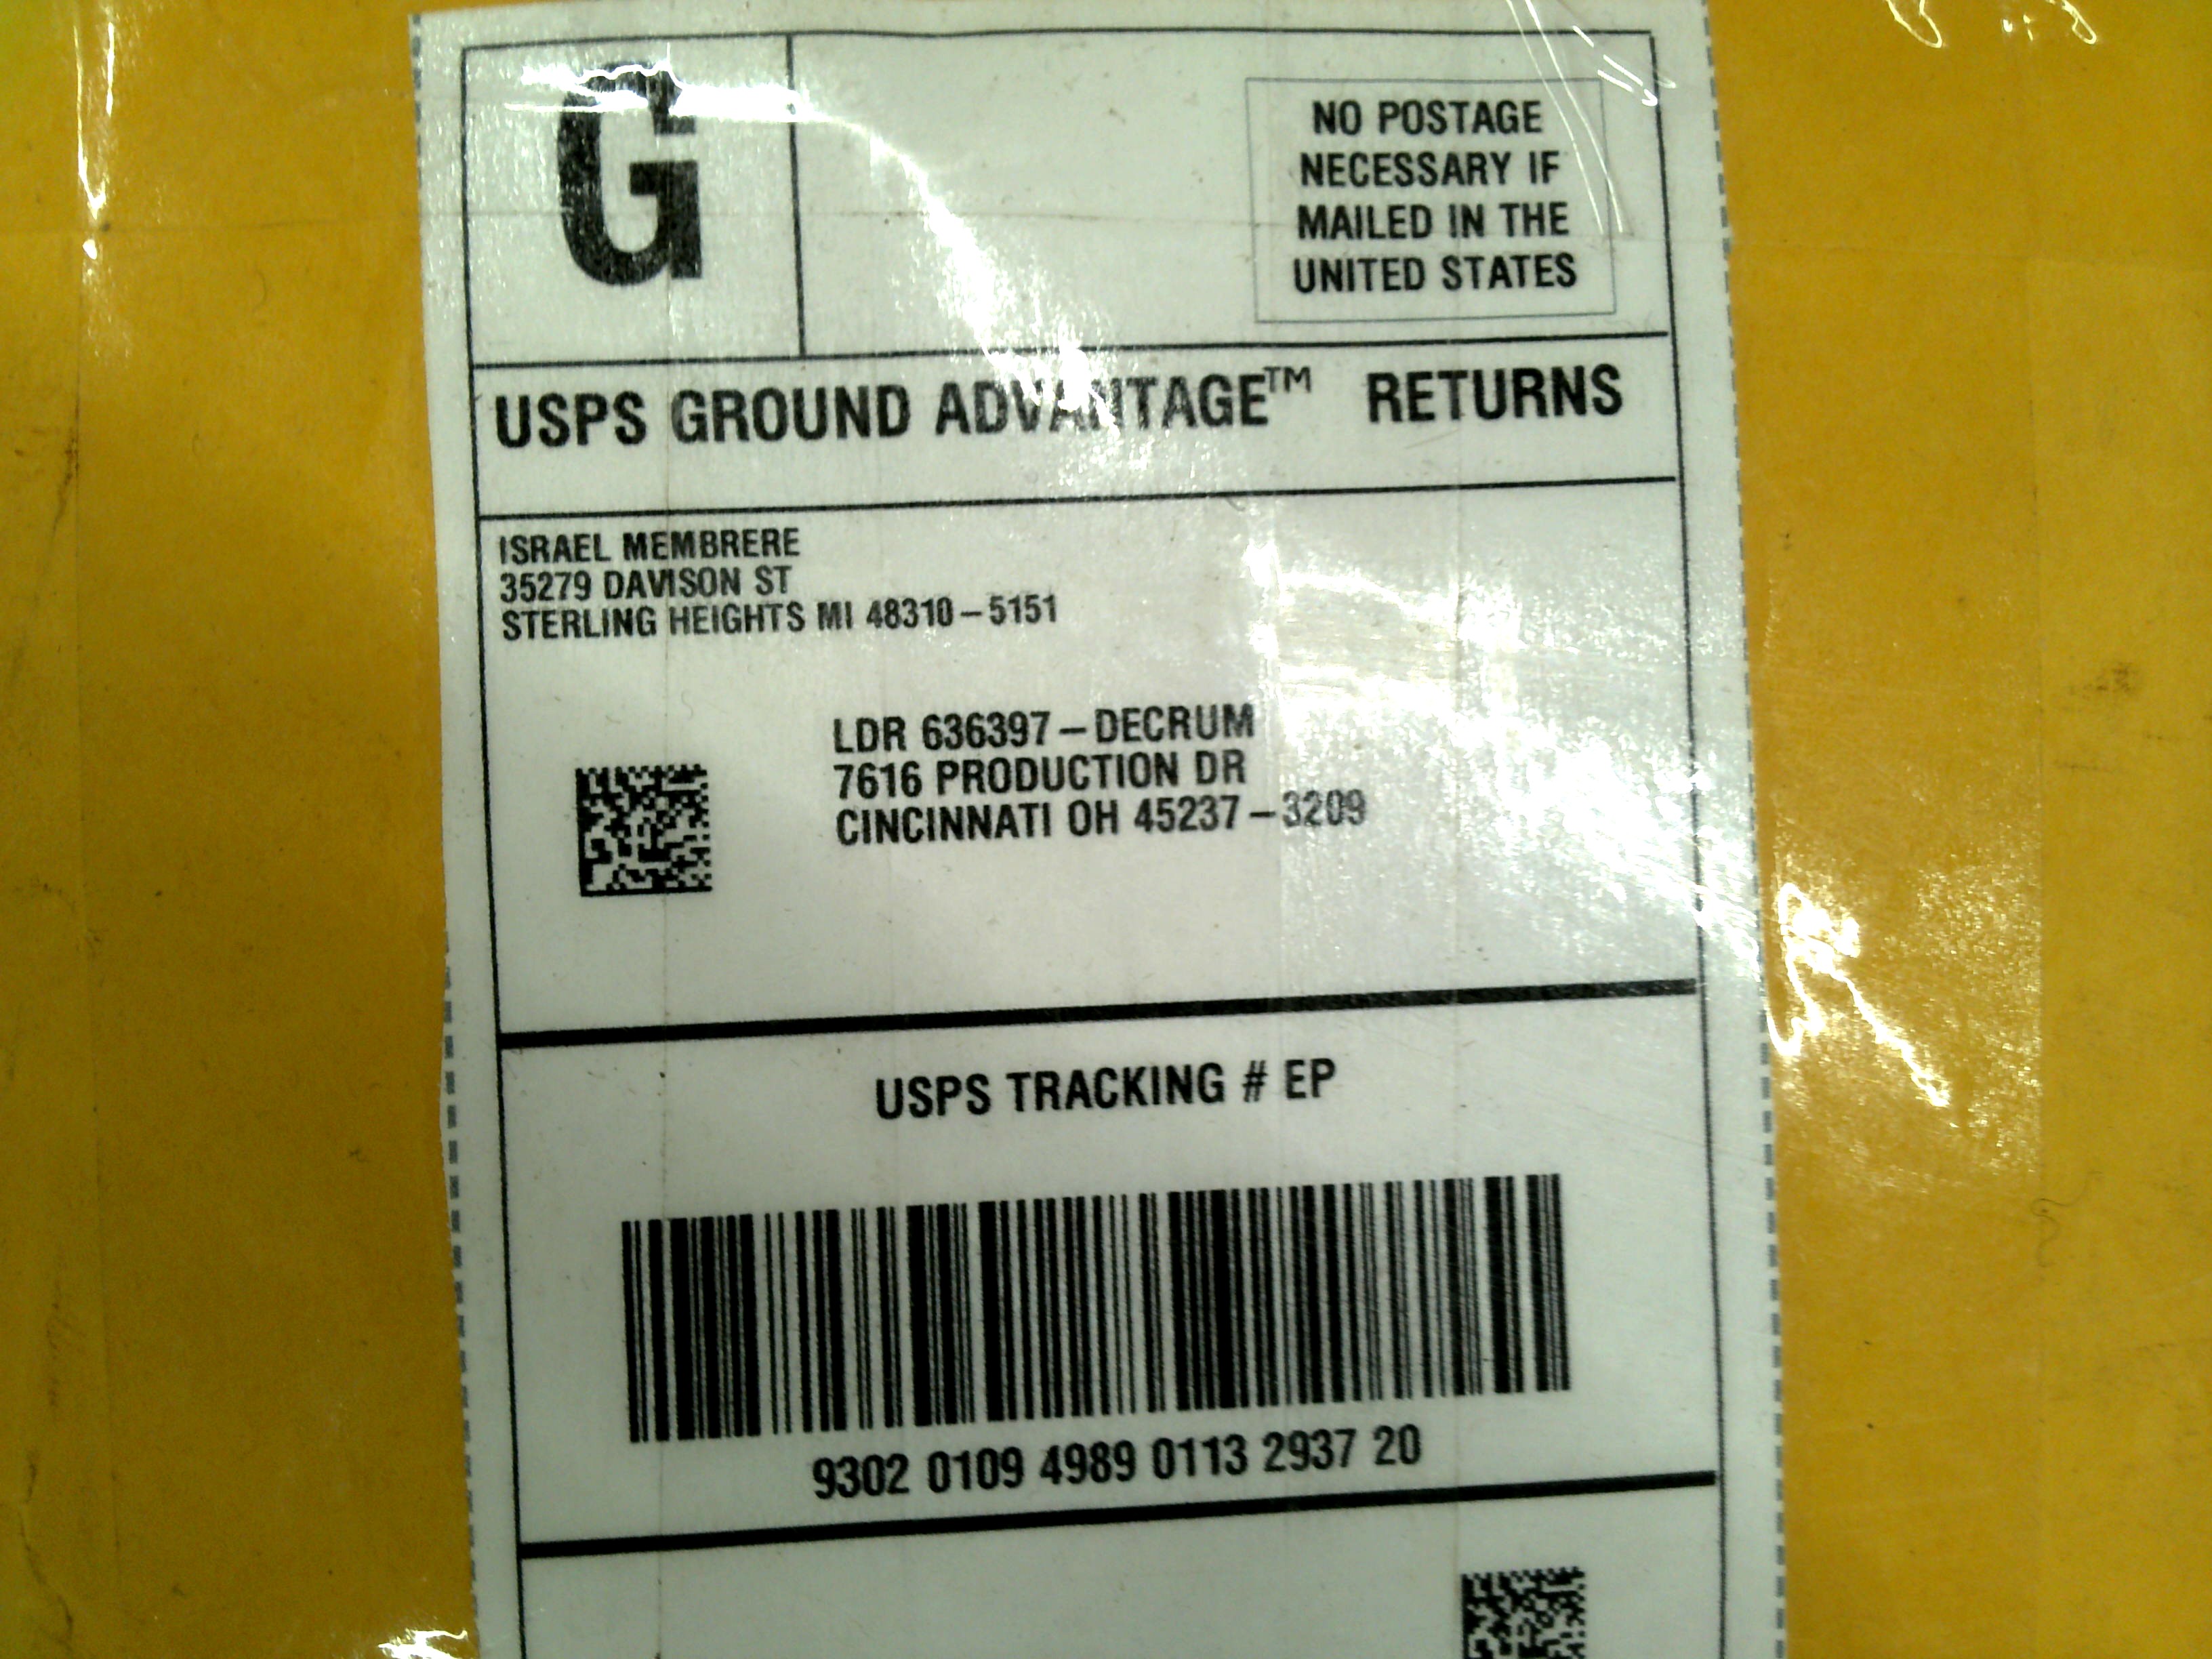 G
NO POSTAGE
NECESSARY IF
MAILED IN THE
UNITED STATES
USPS GROUND ADVANTAGE™ RETURNS
ISRAEL MEMBRERE
35279 DAVISON ST
STERLING HEIGHTS MI 48310-5151
LDR 636397-DECRUM
7616 PRODUCTION DR
CINCINNATI OH 45237-3209
USPS TRACKING # EP
9302 0109 4989 0113 2937 20